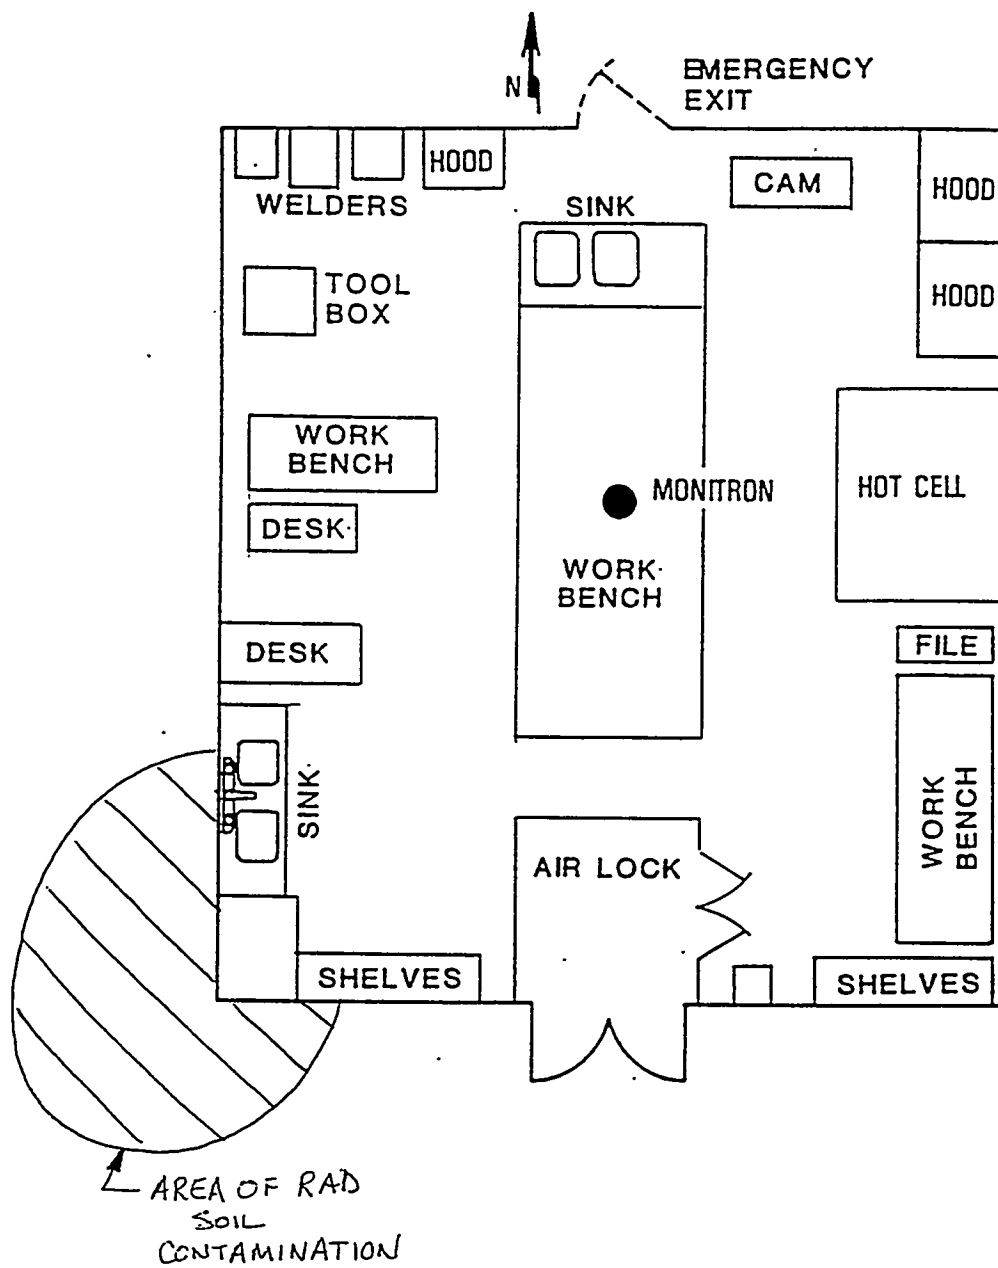 N
EMERGENCY
EXIT
HOOD
WELDERS
SINK
CAM
HOOD
HOOD
TOOL
BOX
WORK
BENCH
DESK
MONITRON
HOT CELL
WORK
BENCH
DESK
FILE
SINK
WORK
BENCH
AIR LOCK
SHELVES
SHELVES
AREA OF RAD
SOIL
CONTAMINATION